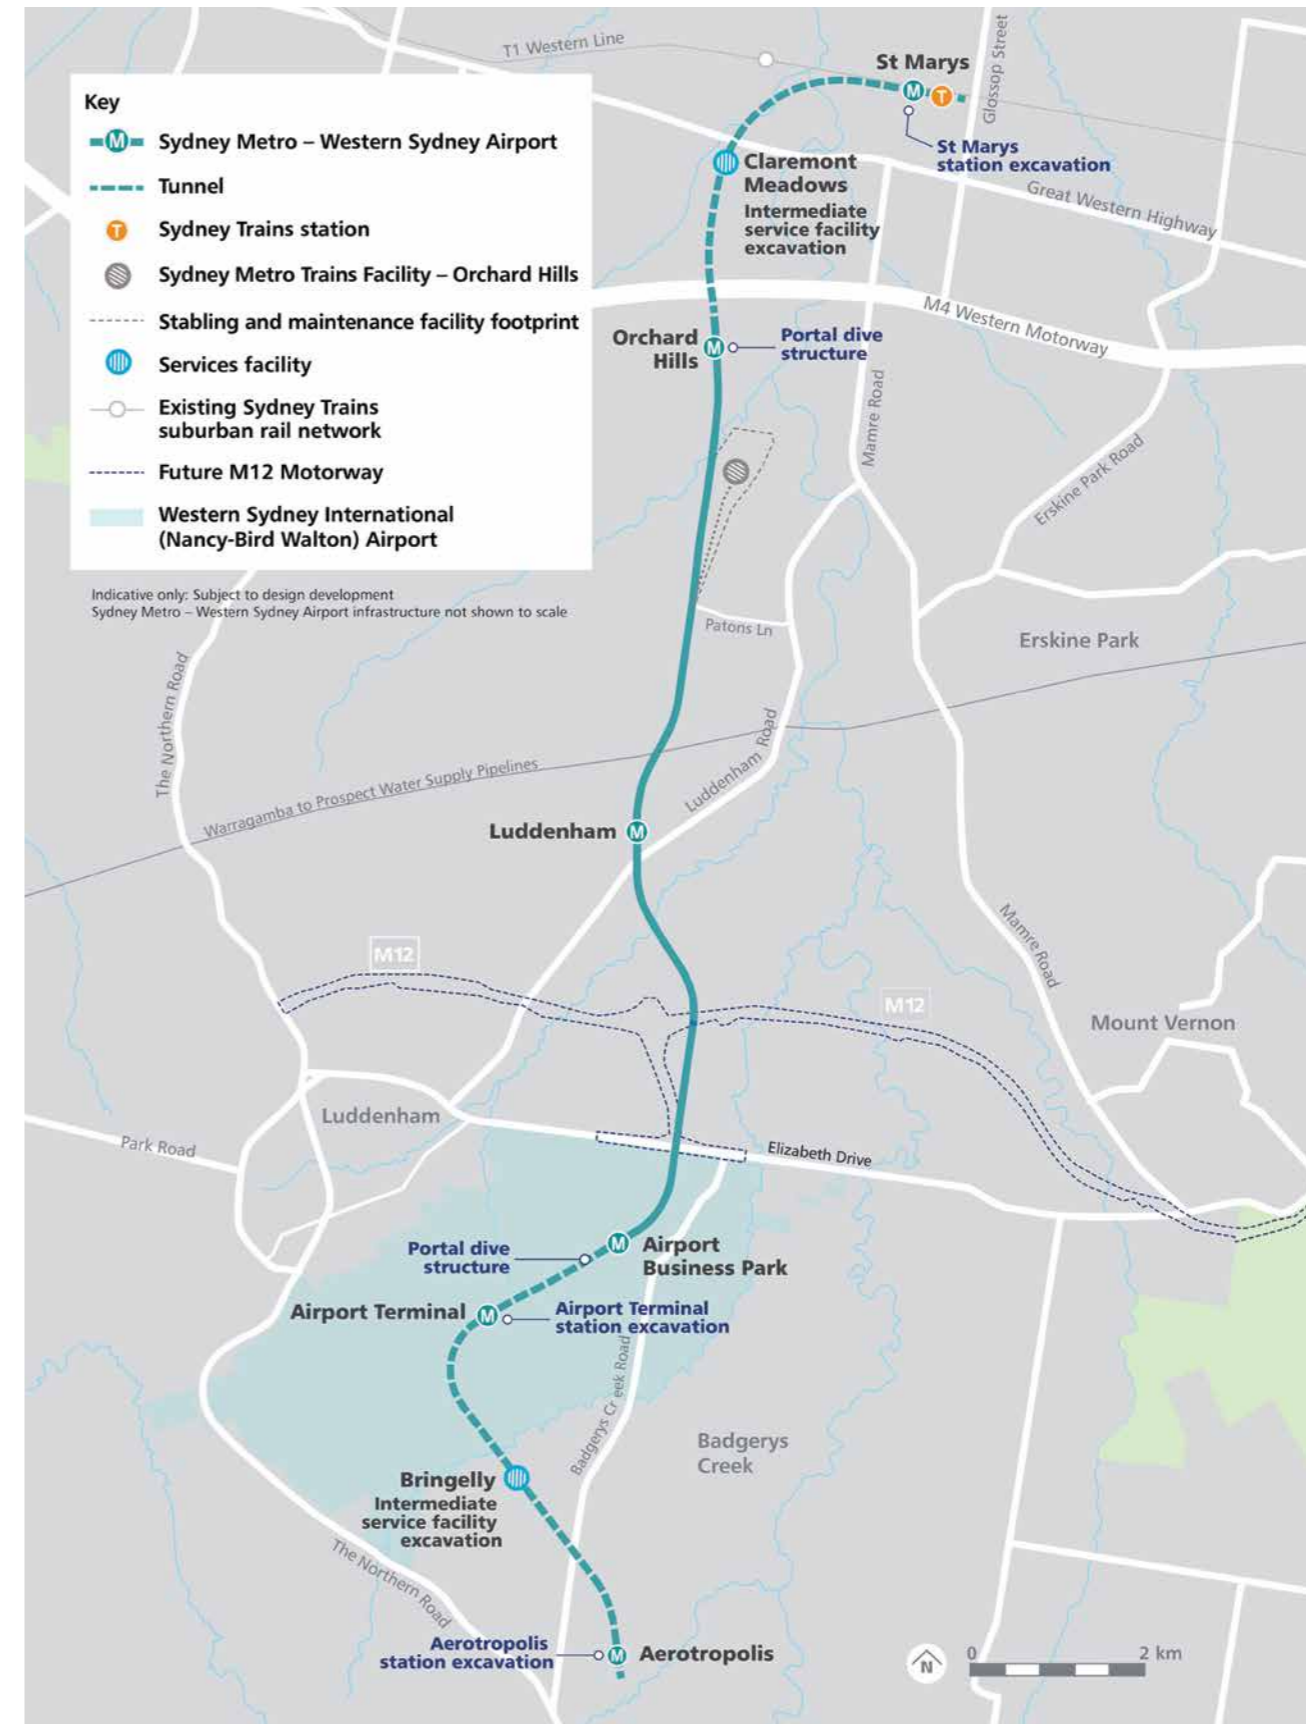 T1 Western Line
St Marys
Glossop Street
M
T
St Marys
station excavation
Key
M
Sydney Metro – Western Sydney Airport
Tunnel
T
Sydney Trains station
Sydney Metro Trains Facility – Orchard Hills
Stabling and maintenance facility footprint
Services facility
Existing Sydney Trains
suburban rail network
Future M12 Motorway
Western Sydney International
(Nancy-Bird Walton) Airport
Indicative only: Subject to design development
Sydney Metro – Western Sydney Airport infrastructure not shown to scale
Claremont
Meadows
Intermediate
service facility
excavation
Great Western Highway
M4 Western Motorway
Orchard
Hills
M
Portal dive
structure
Mamre Road
Erskine Park Road
Patons Ln
Erskine Park
The Northern Road
Luddenham Road
Warragamba to Prospect Water Supply Pipelines
Luddenham
M
Mamre Road
M12
M12
Mount Vernon
Luddenham
Park Road
Elizabeth Drive
Portal dive
structure
M
Airport
Business Park
Airport Terminal
M
Airport Terminal
station excavation
Badgerys Cr eek Road
Badgerys
Creek
Bringelly
Intermediate
service facility
excavation
The Northern Road
Aerotropolis
station excavation
M
Aerotropolis
N
0
2 km